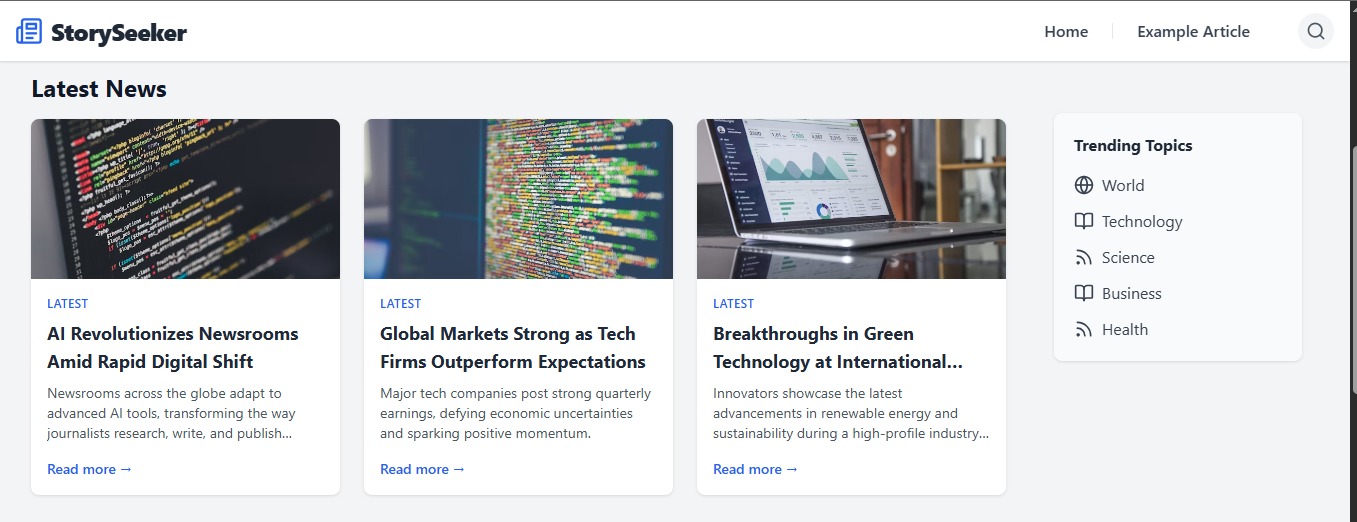 StorySeeker
Home
Example Article
Latest News
LATEST
AI Revolutionizes Newsrooms
Amid Rapid Digital Shift
Newsrooms across the globe adapt to
advanced AI tools, transforming the way
journalists research, write, and publish...
Read more →
LATEST
Global Markets Strong as Tech
Firms Outperform Expectations
Major tech companies post strong quarterly
earnings, defying economic uncertainties
and sparking positive momentum.
Read more →
LATEST
Breakthroughs in Green
Technology at International...
Innovators showcase the latest
advancements in renewable energy and
sustainability during a high-profile industry...
Read more →
Trending Topics
World
Technology
Science
Business
Health